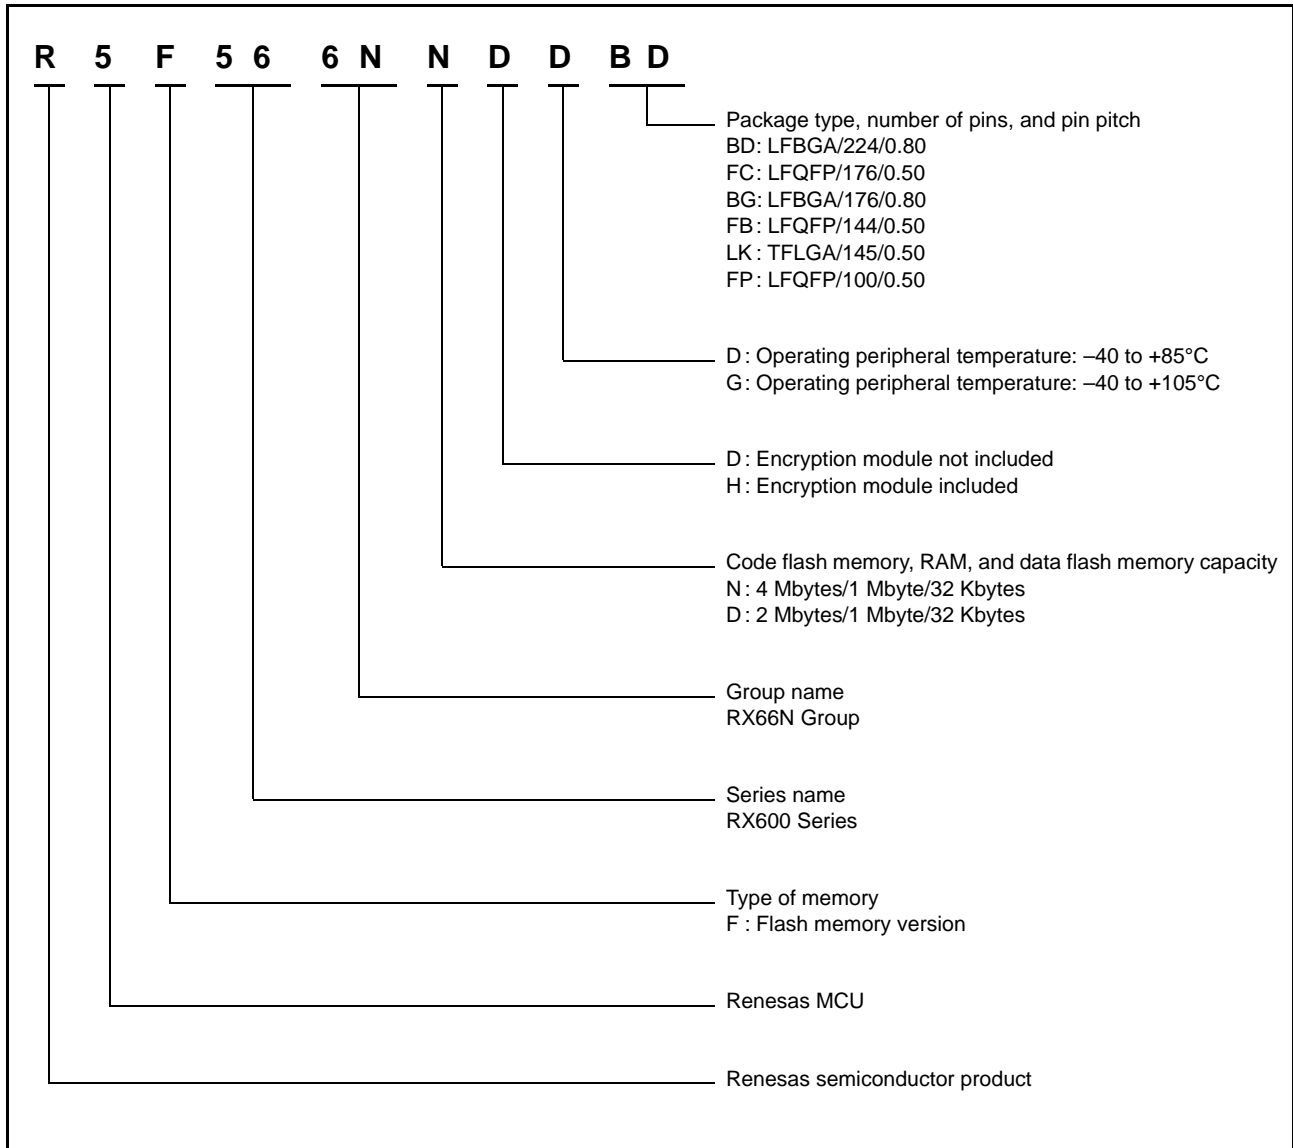 R 5 F 5 6 6 N N D D B D
Package type, number of pins, and pin pitch
BD: LFBGA/224/0.80
FC: LFQFP/176/0.50
BG: LFBGA/176/0.80
FB: LFQFP/144/0.50
LK: TFLGA/145/0.50
FP: LFQFP/100/0.50
D: Operating peripheral temperature: –40 to +85°C
G: Operating peripheral temperature: –40 to +105°C
D: Encryption module not included
H: Encryption module included
Code flash memory, RAM, and data flash memory capacity
N: 4 Mbytes/1 Mbyte/32 Kbytes
D: 2 Mbytes/1 Mbyte/32 Kbytes
Group name
RX66N Group
Series name
RX600 Series
Type of memory
F : Flash memory version
Renesas MCU
Renesas semiconductor product